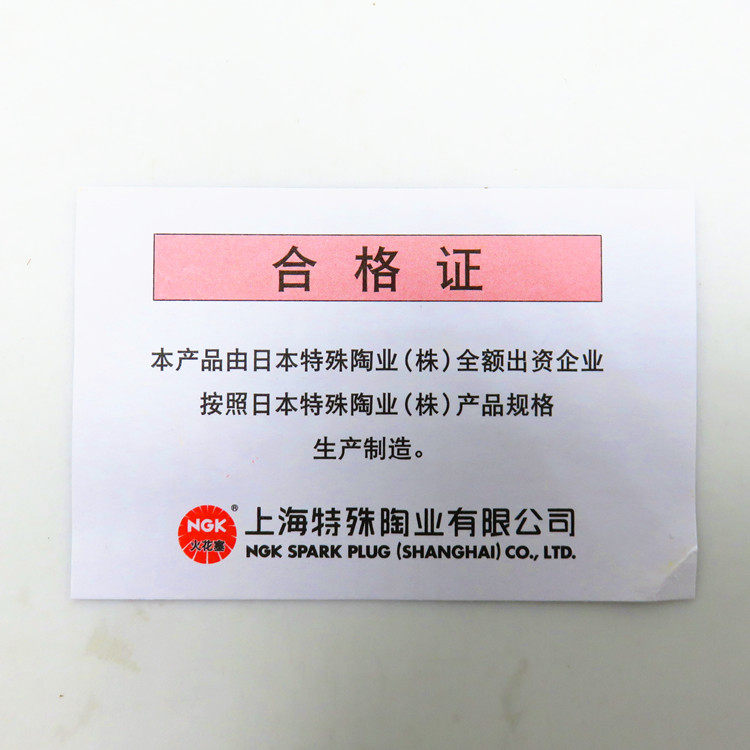 合格证
本产品由日本特殊陶业(株)全额出资企业
按照日本特殊陶业(株)产品规格
生产制造。
NGK
火花塞
®
上海特殊陶业有限公司
NGK SPARK PLUG (SHANGHAI) CO., LTD.